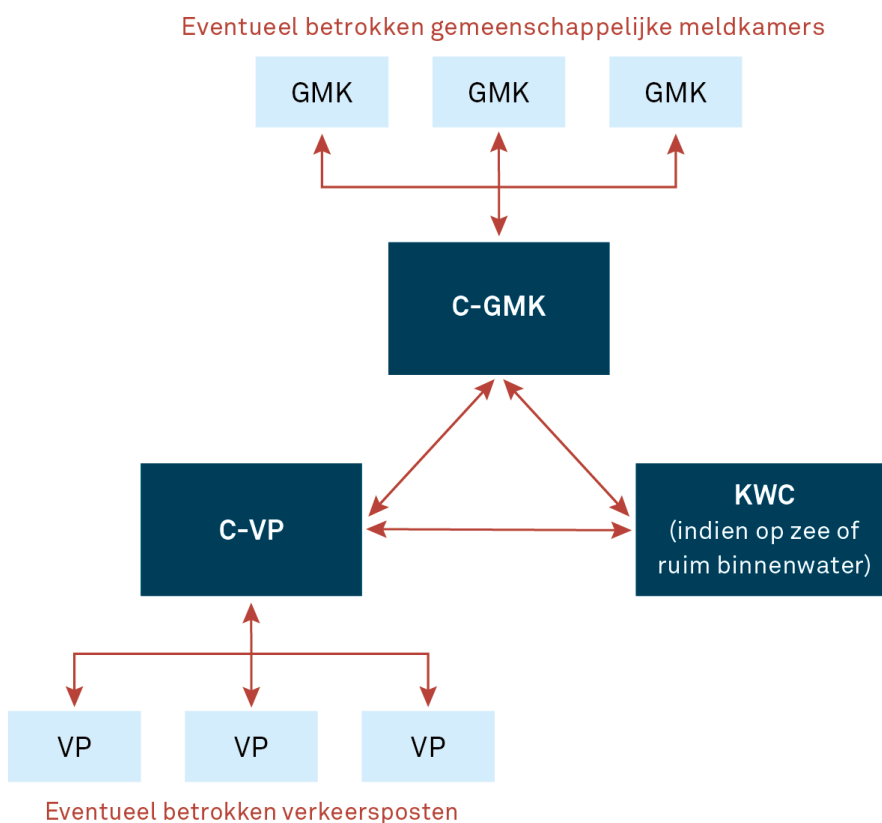 Eventueel betrokken gemeenschappelijke meldkamers
GMK
GMK
GMK
C-GMK
C-VP
KWC
(indien op zee of
ruim binnenwater)
VP
VP
VP
Eventueel betrokken verkeersposten